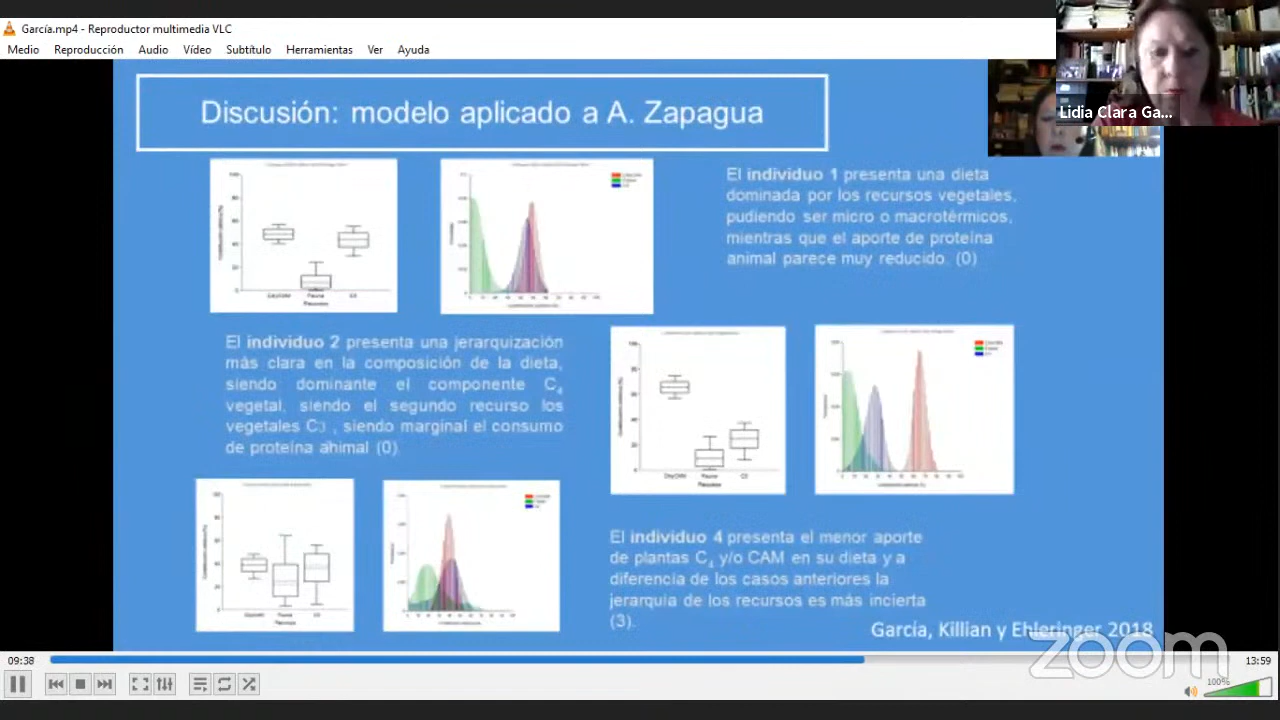 García.mp4 - Reproductor multimedia VLC
Medio Reproducción Audio Vídeo Subtítulo Herramientas Ver Ayuda
Lidia Clara Ga...
Discusión: modelo aplicado a A. Zapagua
El individuo 1 presenta una dieta
dominada por los recursos vegetales,
pudiendo ser micro o macrotérmicos,
mientras que el aporte de proteína
animal parece muy reducido. (0)
El individuo 2 presenta una jerarquización
más clara en la composición de la dieta,
siendo dominante el componente C4
vegetal, siendo el segundo recurso los
vegetales C3 , siendo marginal el consumo
de proteína animal (0)
El individuo 4 presenta el menor aporte
de plantas C4 y/o CAM en su dieta y a
diferencia de los casos anteriores la
jerarquia de los recursos es más incierta
(3).
García, Killian y Ehleringer 2018
zoom
09:38
13:59
100%